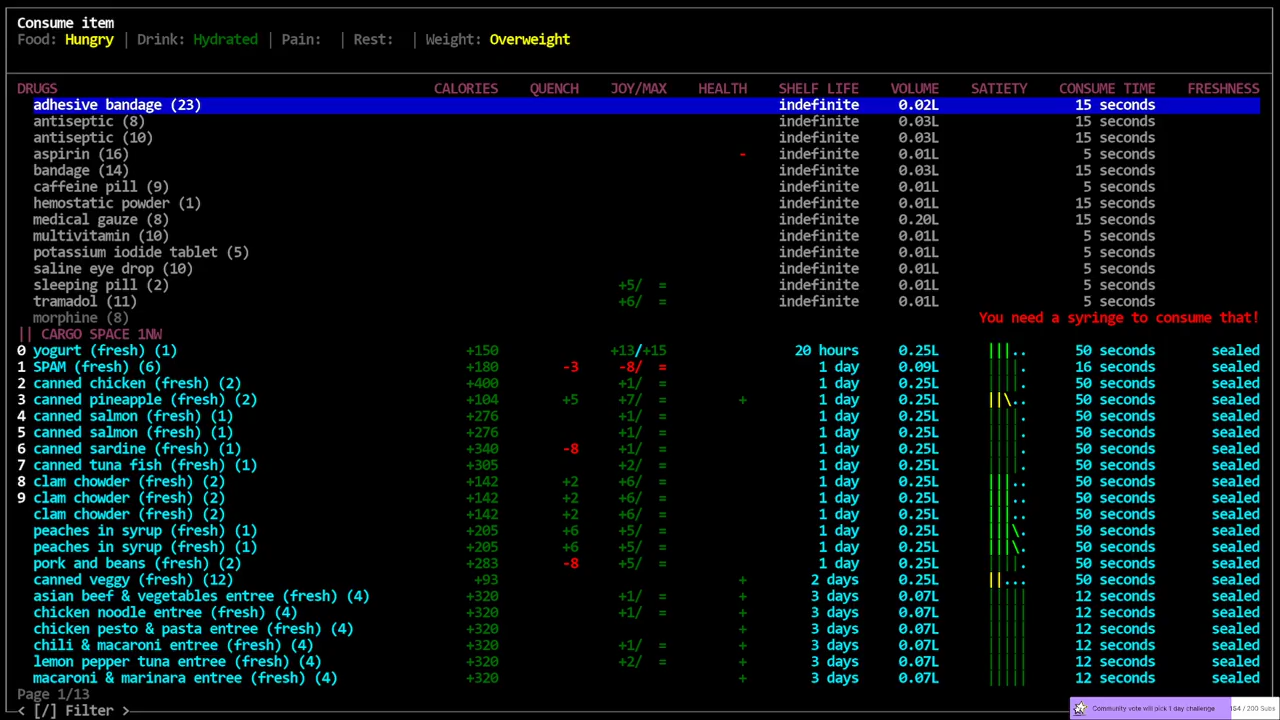 Consume item
Food: Hungry | Drink: Hydrated | Pain: | Rest: | Weight: Overweight
DRUGS CALORIES QUENCH JOY/MAX HEALTH SHELF LIFE VOLUME SATIETY CONSUME TIME FRESHNESS
adhesive bandage (23) indefinite 0.02L 15 seconds
antiseptic (8) indefinite 0.03L 15 seconds
antiseptic (10) indefinite 0.03L 15 seconds
aspirin (16) - indefinite 0.01L 5 seconds
bandage (14) indefinite 0.03L 15 seconds
caffeine pill (9) indefinite 0.01L 5 seconds
hemostatic powder (1) indefinite 0.01L 15 seconds
medical gauze (8) indefinite 0.20L 15 seconds
multivitamin (10) indefinite 0.01L 5 seconds
potassium iodide tablet (5) indefinite 0.01L 5 seconds
saline eye drop (10) indefinite 0.01L 5 seconds
sleeping pill (2) +5/ = indefinite 0.01L 5 seconds
tramadol (11) +6/ = indefinite 0.01L 5 seconds
morphine (8) You need a syringe to consume that!
|| CARGO SPACE 1NW
0 yogurt (fresh) (1) +150 +13/+15 20 hours 0.25L |||.. 50 seconds sealed
1 SPAM (fresh) (6) +180 -3 -8/ = 1 day 0.09L ||||. 16 seconds sealed
2 canned chicken (fresh) (2) +400 +1/ = 1 day 0.25L ||||. 50 seconds sealed
3 canned pineapple (fresh) (2) +104 +5 +7/ = + 1 day 0.25L ||\.. 50 seconds sealed
4 canned salmon (fresh) (1) +276 +1/ = 1 day 0.25L ||||. 50 seconds sealed
5 canned salmon (fresh) (1) +276 +1/ = 1 day 0.25L ||||. 50 seconds sealed
6 canned sardine (fresh) (1) +340 -8 +1/ = 1 day 0.25L ||||. 50 seconds sealed
7 canned tuna fish (fresh) (1) +305 +2/ = 1 day 0.25L ||||. 50 seconds sealed
8 clam chowder (fresh) (2) +142 +2 +6/ = 1 day 0.25L |||.. 50 seconds sealed
9 clam chowder (fresh) (2) +142 +2 +6/ = 1 day 0.25L |||.. 50 seconds sealed
clam chowder (fresh) (2) +142 +2 +6/ = 1 day 0.25L |||.. 50 seconds sealed
peaches in syrup (fresh) (1) +205 +6 +5/ = 1 day 0.25L |||\. 50 seconds sealed
peaches in syrup (fresh) (1) +205 +6 +5/ = 1 day 0.25L |||\. 50 seconds sealed
pork and beans (fresh) (2) +283 -8 +5/ = 1 day 0.25L ||||. 50 seconds sealed
canned veggy (fresh) (12) +93 + 2 days 0.25L ||... 50 seconds sealed
asian beef & vegetables entree (fresh) (4) +320 +1/ = + 3 days 0.07L ||||| 12 seconds sealed
chicken noodle entree (fresh) (4) +320 +1/ = + 3 days 0.07L ||||| 12 seconds sealed
chicken pesto & pasta entree (fresh) (4) +320 + 3 days 0.07L ||||| 12 seconds sealed
chili & macaroni entree (fresh) (4) +320 +1/ = + 3 days 0.07L ||||| 12 seconds sealed
lemon pepper tuna entree (fresh) (4) +320 +2/ = + 3 days 0.07L ||||| 12 seconds sealed
macaroni & marinara entree (fresh) (4) +320 + 3 days 0.07L ||||| 12 seconds sealed
Page 1/13
< [/] Filter >
Community vote will pick 1 day challenge 154 / 200 Subs